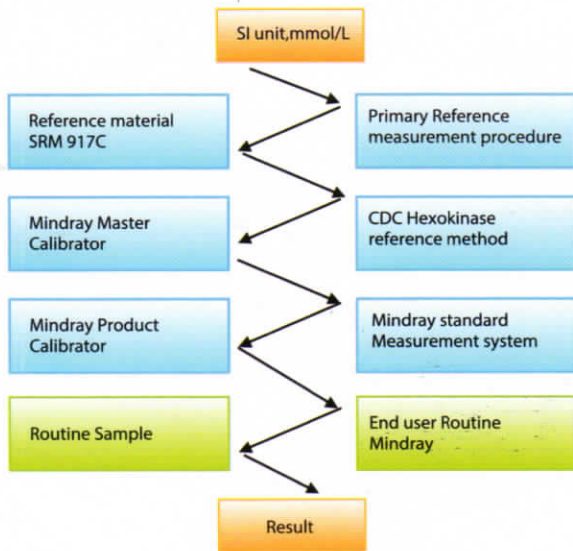 SI unit,mmol/L
Reference material
SRM 917C
Primary Reference
measurement procedure
Mindray Master
Calibrator
CDC Hexokinase
reference method
Mindray Product
Calibrator
Mindray standard
Measurement system
Routine Sample
End user Routine
Mindray
Result